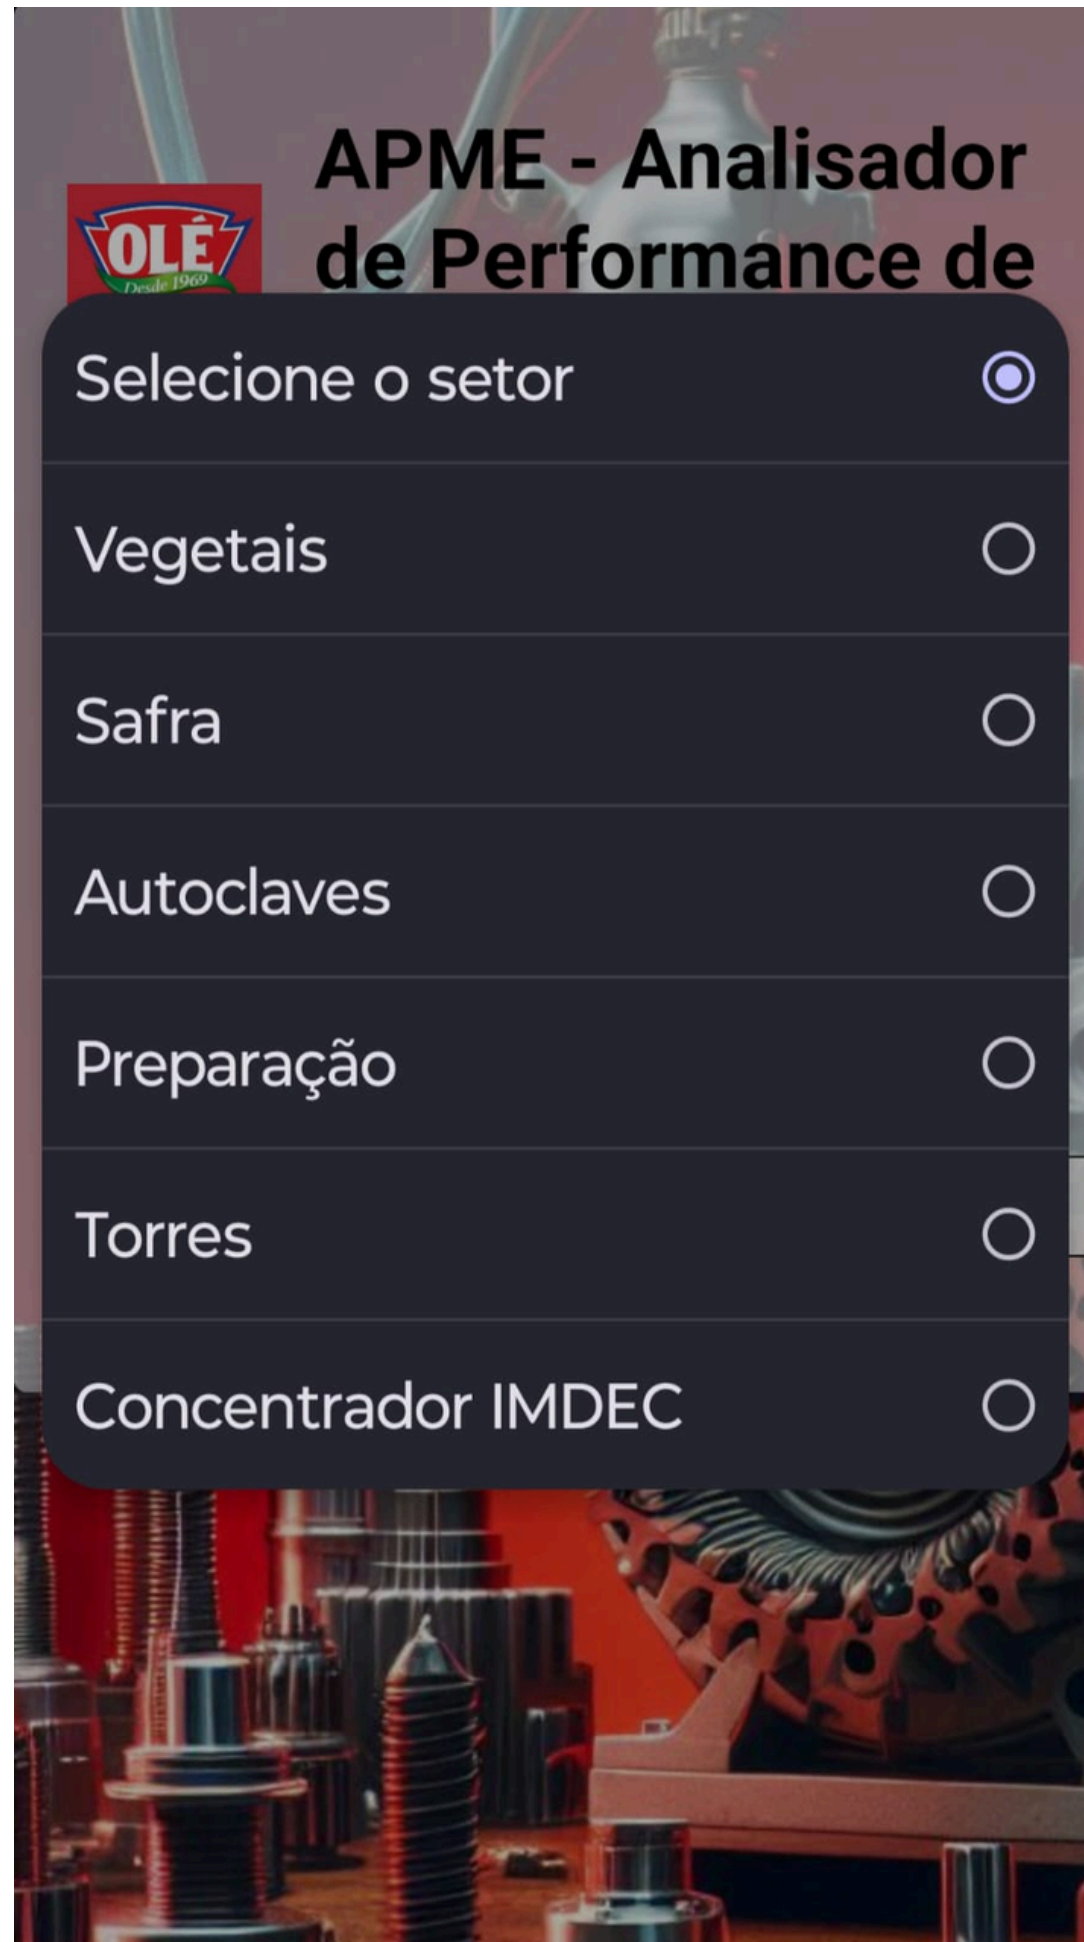 APME - Analisador
de Performance de
OLÉ
Desde 1969
Selecione o setor
Vegetais
Safra
Autoclaves
Preparação
Torres
Concentrador IMDEC